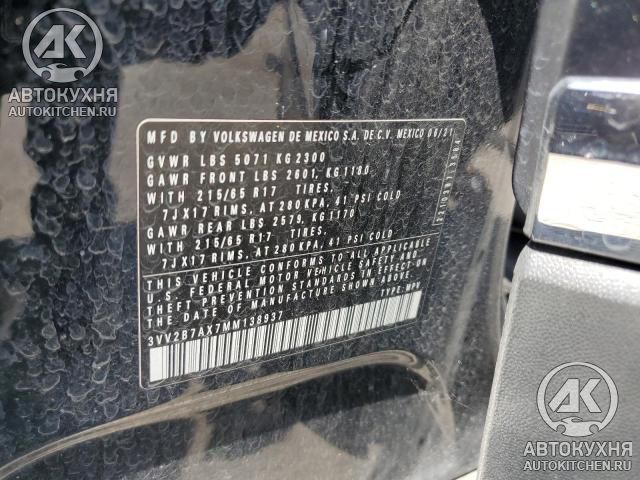 АК
АВТОКУХНЯ
AUTOKITCHEN.RU
MFD BY VOLKSWAGEN DE MEXICO S.A. DE C.V. MEXICO 06/21
GVWR LBS 5071 KG 2300
GAWR FRONT LBS 2601, KG 1180
WITH 215/65 R17 TIRES.
7JX17 RIMS, AT 280 KPA, 41 PSI COLD
GAWR REAR LBS 2579, KG 1170
WITH 215/65 R17 TIRES.
7JX17 RIMS, AT 280 KPA, 41 PSI COLD
THIS VEHICLE CONFORMS TO ALL APPLICABLE
U.S. FEDERAL MOTOR VEHICLE SAFETY AND
THEFT PREVENTION STANDARDS IN EFFECT
ON THE DATE OF MANUFACTURE SHOWN ABOVE.
3VV2B7AX7MM138937
TYPE: MPV
АК
АВТОКУХНЯ
AUTOKITCHEN.RU